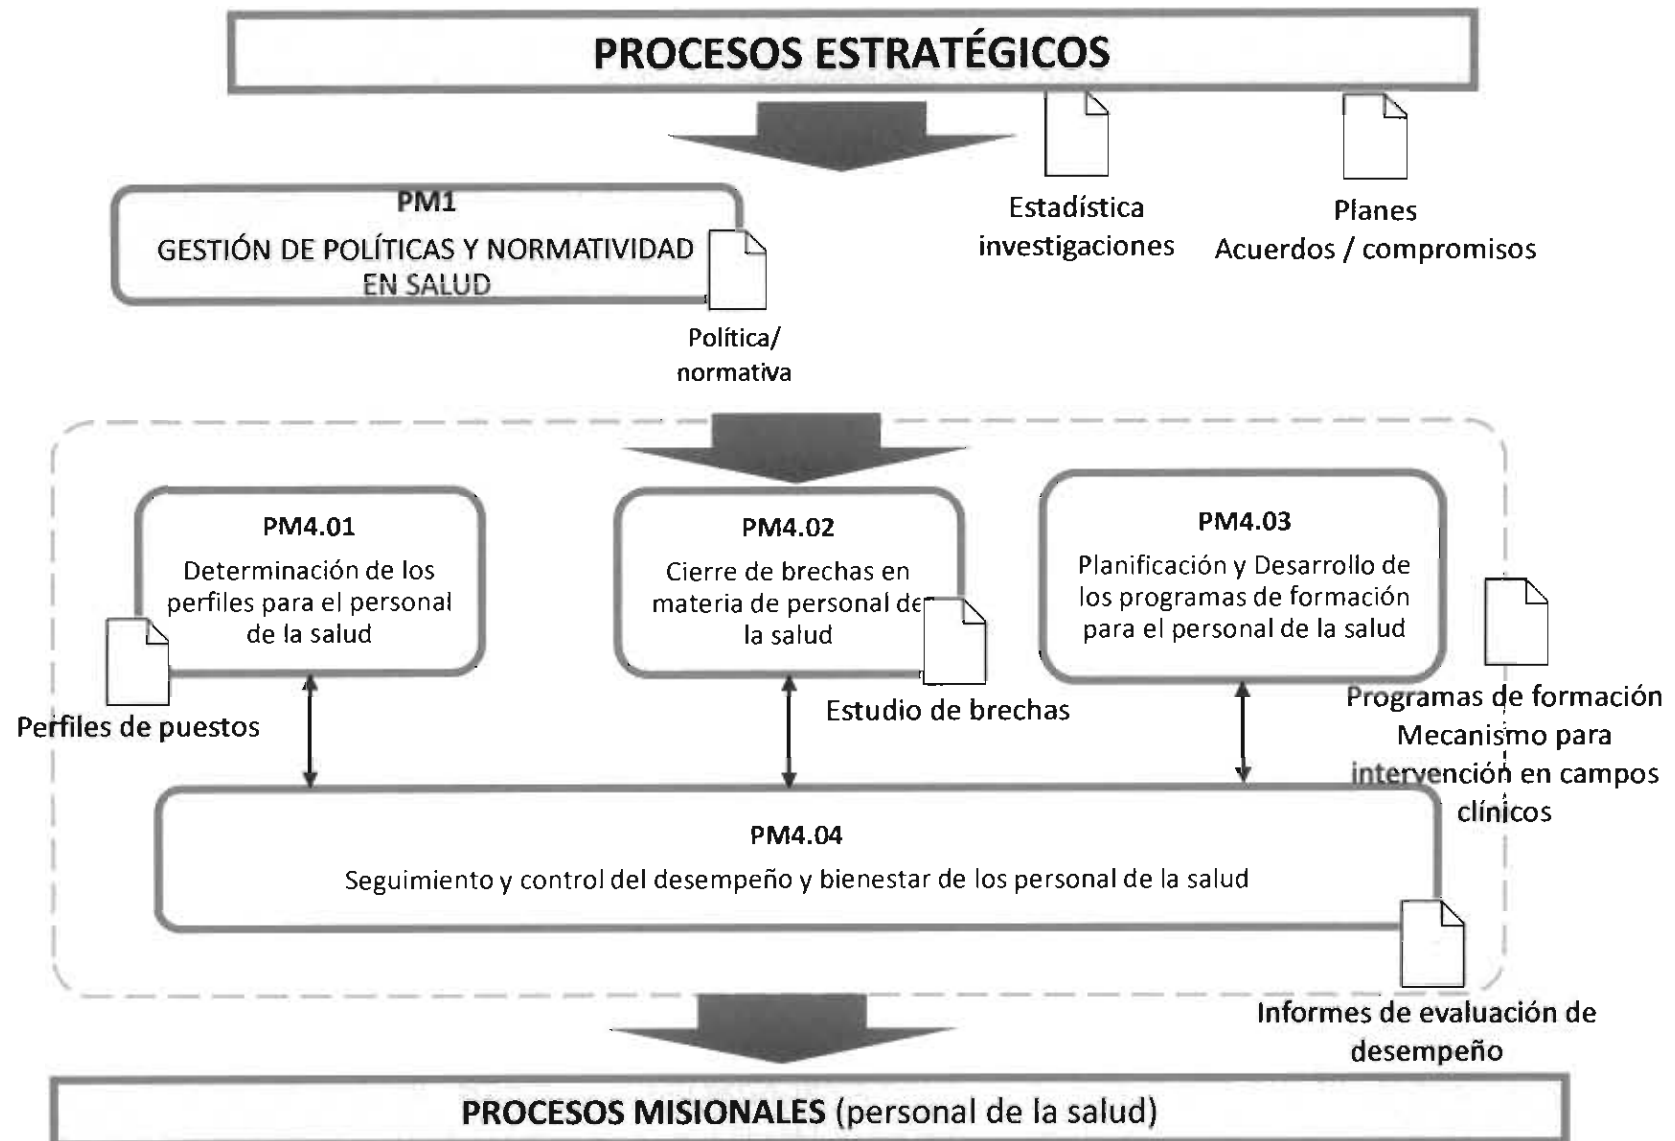 PROCESOS ESTRATÉGICOS
Estadística
investigaciones
Planes
Acuerdos / compromisos
PM1
GESTIÓN DE POLÍTICAS Y NORMATIVIDAD
EN SALUD
Política/
normativa
PM4.01
Determinación de los
perfiles para el personal
de la salud
Perfiles de puestos
PM4.02
Cierre de brechas en
materia de personal de
la salud
Estudio de brechas
PM4.03
Planificación y Desarrollo de
los programas de formación
para el personal de la salud
Programas de formación
Mecanismo para
intervención en campos
clínicos
PM4.04
Seguimiento y control del desempeño y bienestar de los personal de la salud
Informes de evaluación de
desempeño
PROCESOS MISIONALES (personal de la salud)